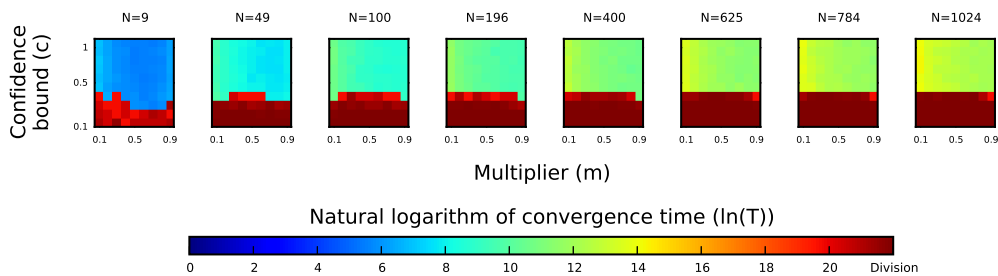 N=9 N=49 N=100 N=196 N=400 N=625 N=784 N=1024
Confidence
bound (c)
1
0.5
0.1
0.1 0.5 0.9 0.1 0.5 0.9 0.1 0.5 0.9 0.1 0.5 0.9 0.1 0.5 0.9 0.1 0.5 0.9 0.1 0.5 0.9 0.1 0.5 0.9
Multiplier (m)
Natural logarithm of convergence time (ln(T))
0 2 4 6 8 10 12 14 16 18 20 Division